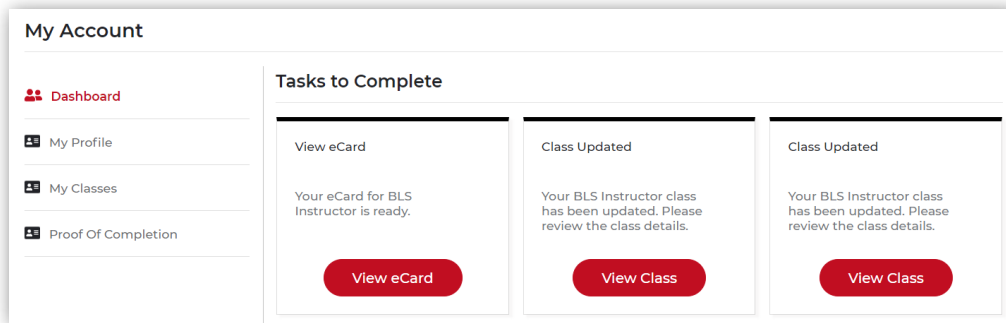 My Account
Dashboard
My Profile
My Classes
Proof Of Completion
Tasks to Complete
View eCard
Your eCard for BLS
Instructor is ready.
View eCard
Class Updated
Your BLS Instructor class
has been updated. Please
review the class details.
View Class
Class Updated
Your BLS Instructor class
has been updated. Please
review the class details.
View Class